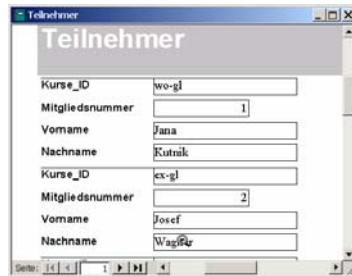 Teilnehmer
Teilnehmer
Kurse_ID wo-gl
Mitgliedsnummer 1
Vorname Jana
Nachname Kutnik
Kurse_ID ex-gl
Mitgliedsnummer 2
Vorname Josef
Nachname Wagner
Seite: 1